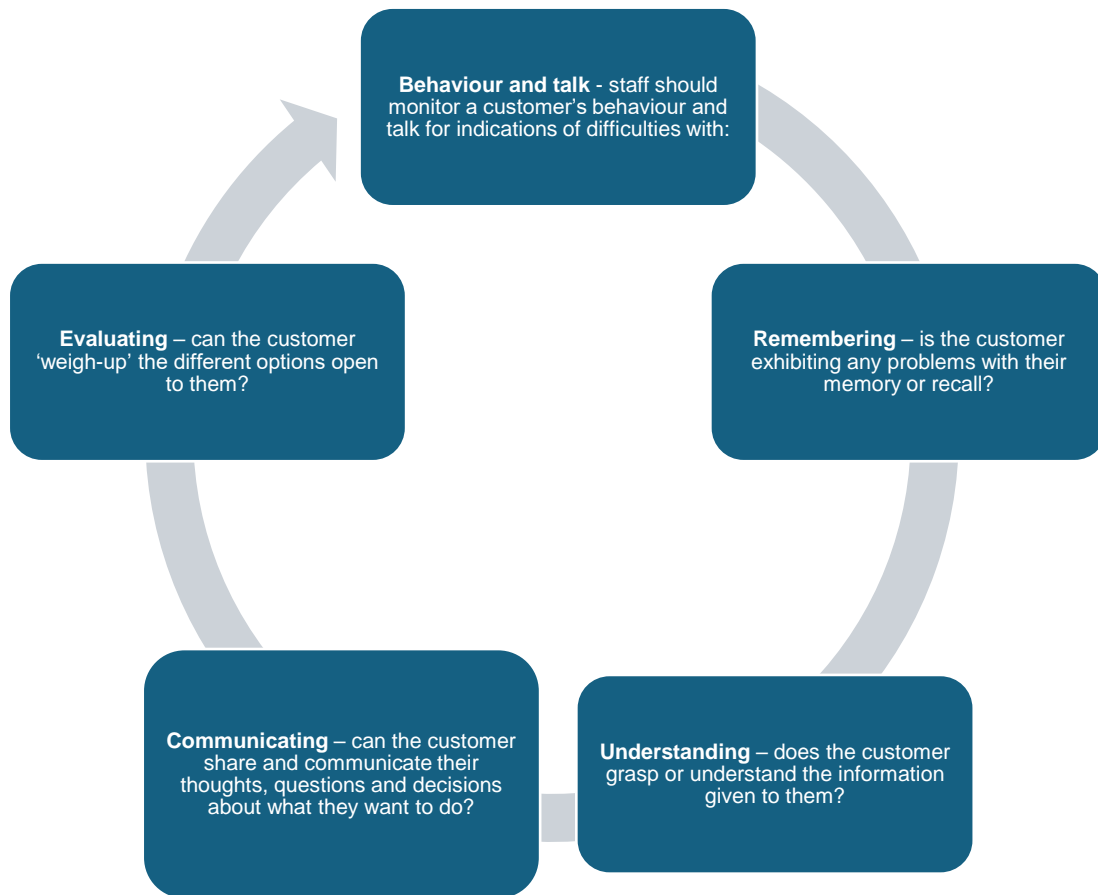 Behaviour and talk - staff should
monitor a customer’s behaviour and
talk for indications of difficulties with:
Remembering – is the customer
exhibiting any problems with their
memory or recall?
Understanding – does the customer
grasp or understand the information
given to them?
Communicating – can the customer
share and communicate their
thoughts, questions and decisions
about what they want to do?
Evaluating – can the customer
‘weigh-up’ the different options open
to them?